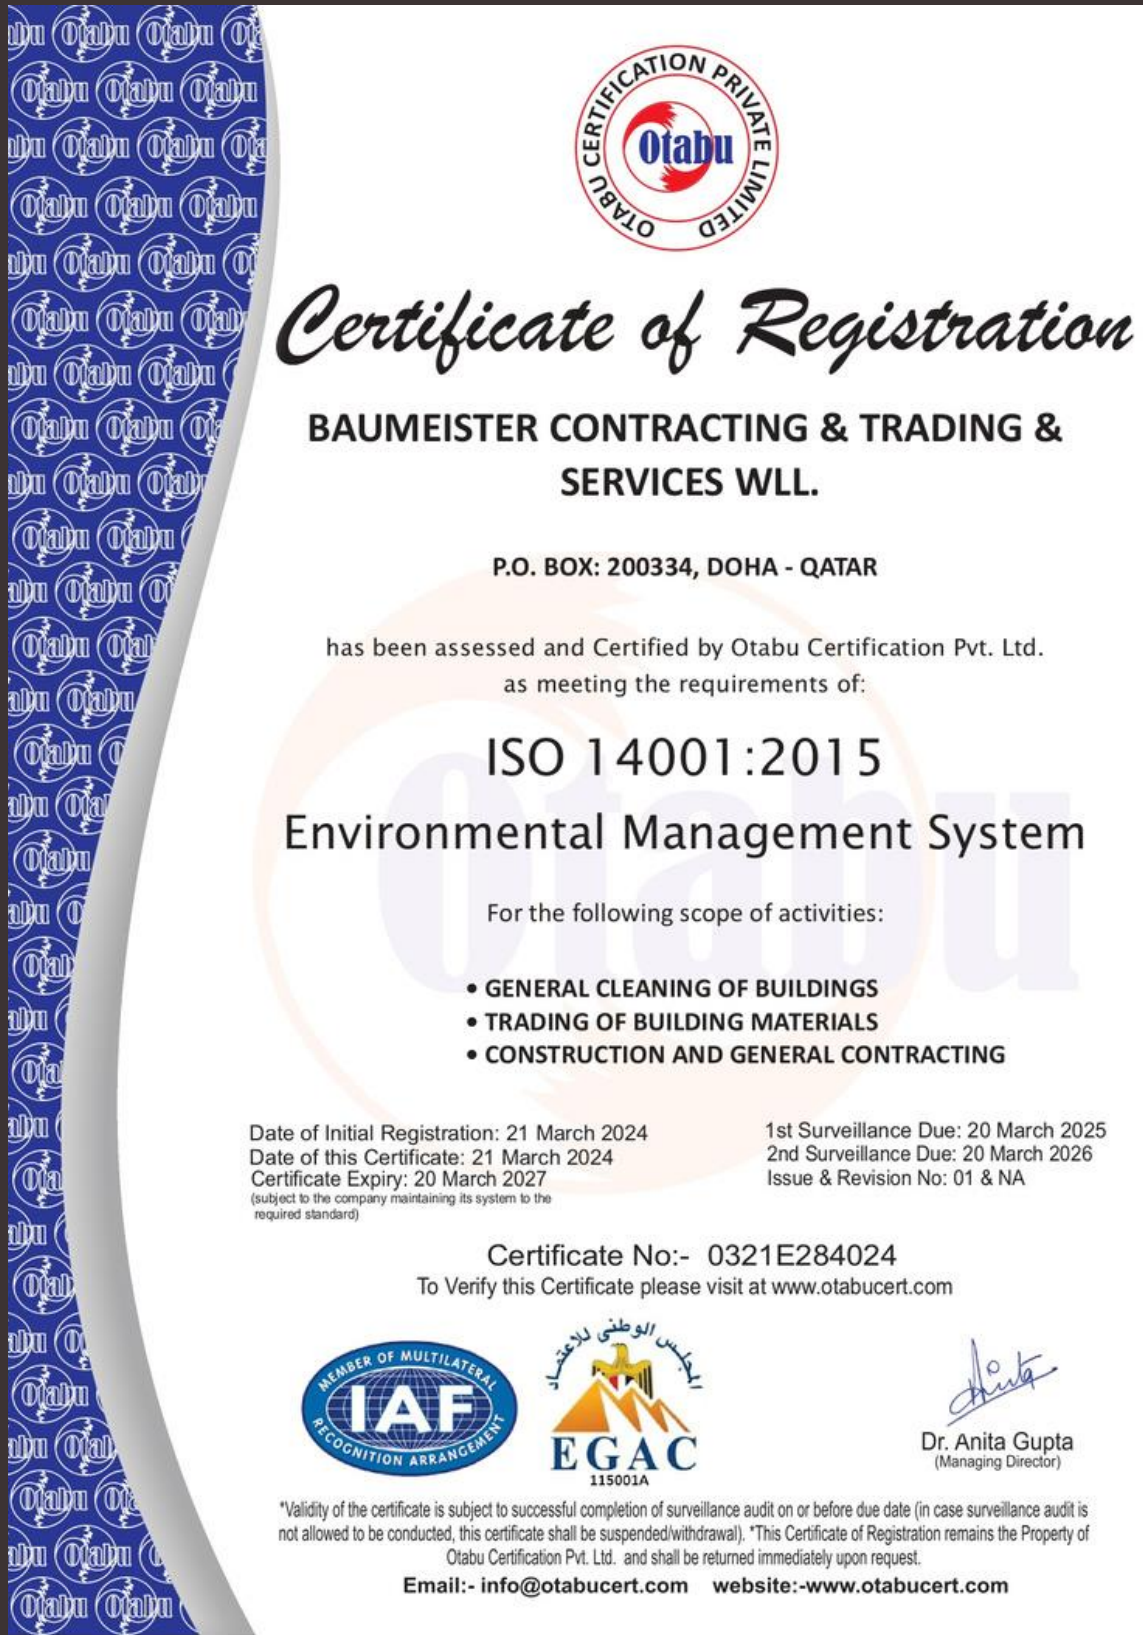 OTABU CERTIFICATION PRIVATE LIMITED
Otabu
Certificate of Registration
BAUMEISTER CONTRACTING & TRADING &
SERVICES WLL.
P.O. BOX: 200334, DOHA - QATAR
has been assessed and Certified by Otabu Certification Pvt. Ltd.
as meeting the requirements of:
ISO 14001:2015
Environmental Management System
For the following scope of activities:
• GENERAL CLEANING OF BUILDINGS
• TRADING OF BUILDING MATERIALS
• CONSTRUCTION AND GENERAL CONTRACTING
Date of Initial Registration: 21 March 2024
Date of this Certificate: 21 March 2024
Certificate Expiry: 20 March 2027
(subject to the company maintaining its system to the
required standard)
1st Surveillance Due: 20 March 2025
2nd Surveillance Due: 20 March 2026
Issue & Revision No: 01 & NA
Certificate No:- 0321E284024
To Verify this Certificate please visit at www.otabucert.com
MEMBER OF MULTILATERAL
IAF
RECOGNITION ARRANGEMENT
المجلس الوطنى للاعتماد
EGAC
115001A
Anita
Dr. Anita Gupta
(Managing Director)
*Validity of the certificate is subject to successful completion of surveillance audit on or before due date (in case surveillance audit is
not allowed to be conducted, this certificate shall be suspended/withdrawal). *This Certificate of Registration remains the Property of
Otabu Certification Pvt. Ltd. and shall be returned immediately upon request.
Email:- info@otabucert.com website:-www.otabucert.com